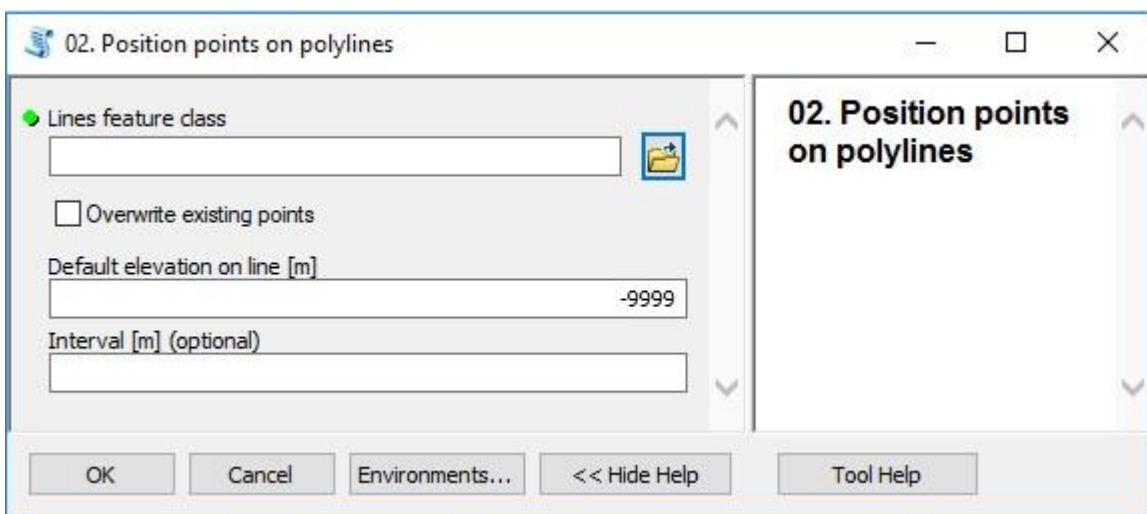 02. Position points on polylines
Lines feature class
Overwrite existing points
Default elevation on line [m]
-9999
Interval [m] (optional)
02. Position points
on polylines
OK
Cancel
Environments...
<< Hide Help
Tool Help